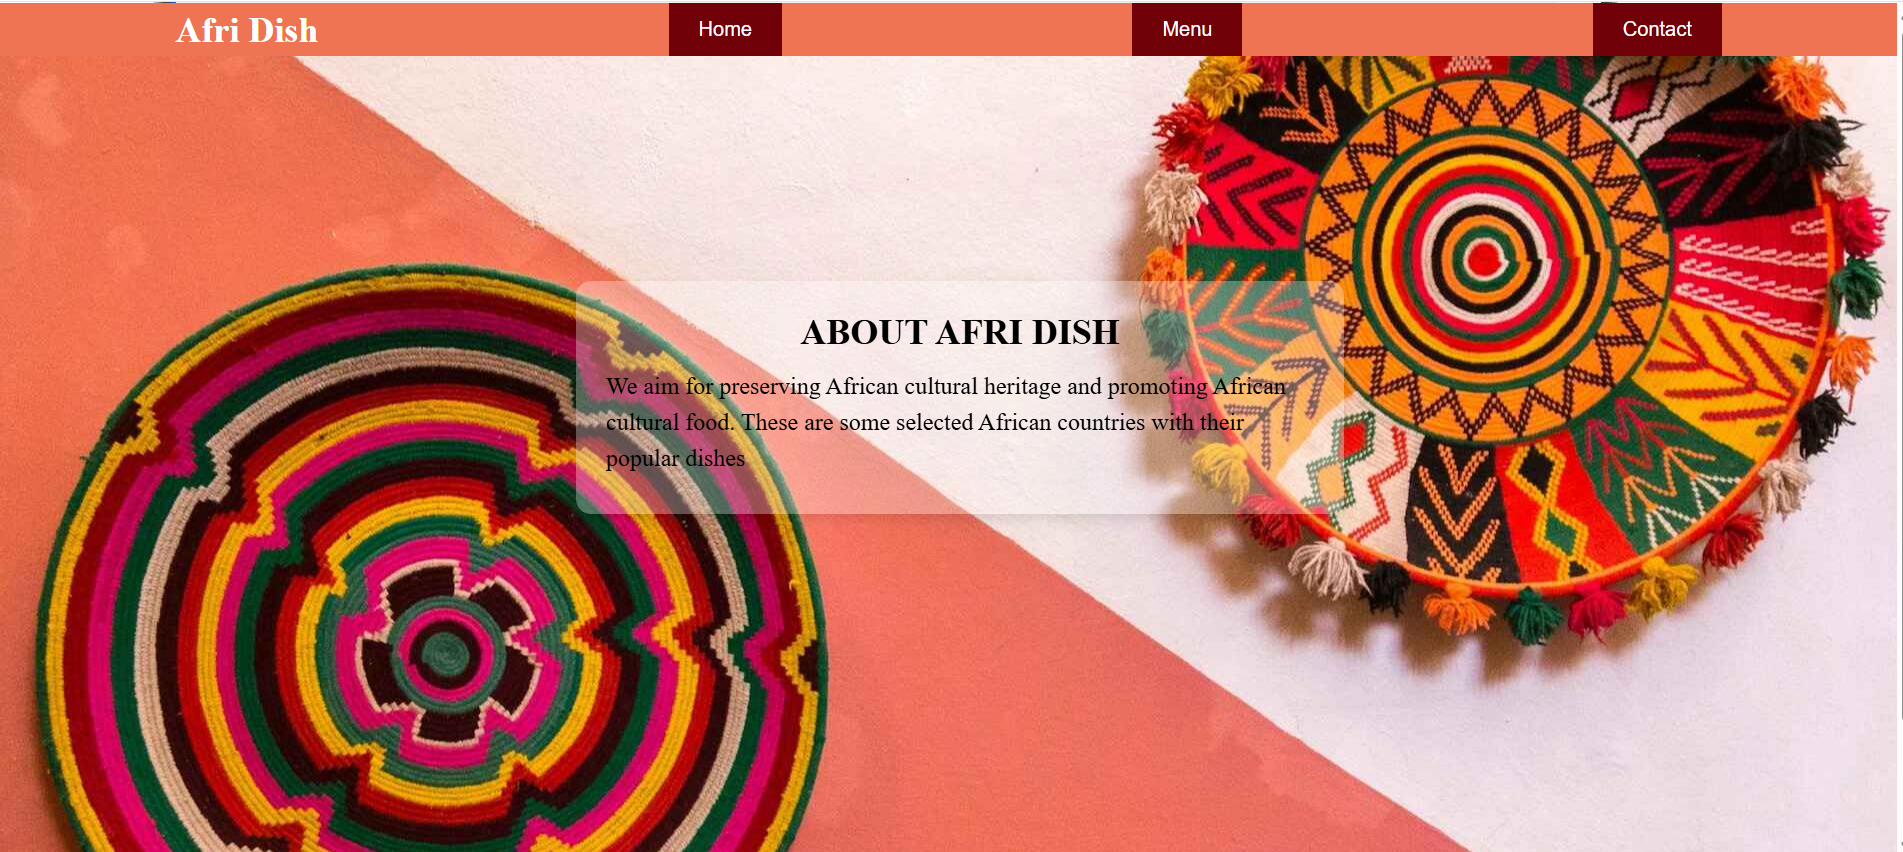 Afri Dish
Home
Menu
Contact
ABOUT AFRI DISH
We aim for preserving African cultural heritage and promoting African
cultural food. These are some selected African countries with their
popular dishes